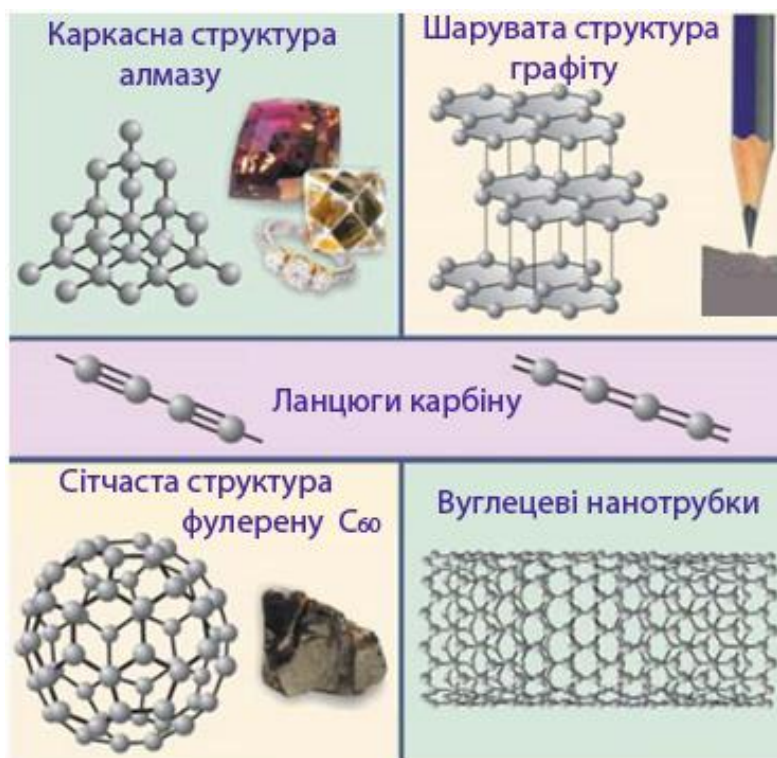 Каркасна структура
алмазу
Шарувата структура
графіту
Ланцюги карбіну
Сітчаста структура
фулерену C₆₀
Вуглецеві нанотрубки